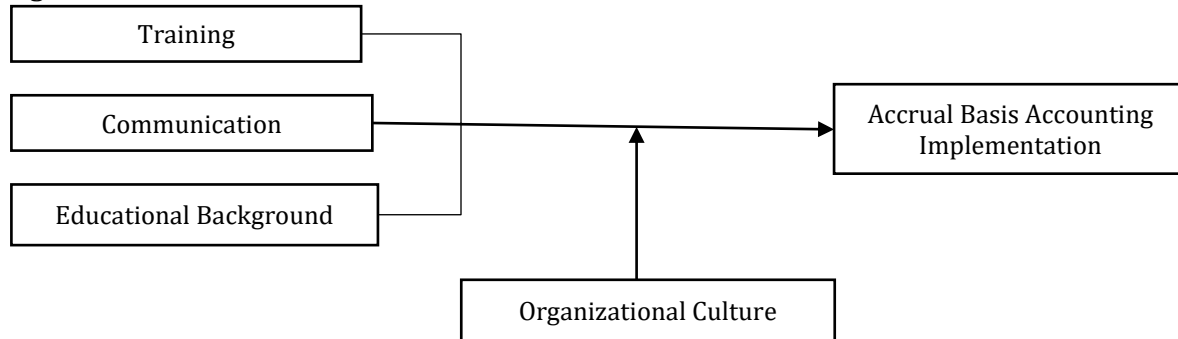 Training
Communication
Educational Background
Accrual Basis Accounting
Implementation
Organizational Culture